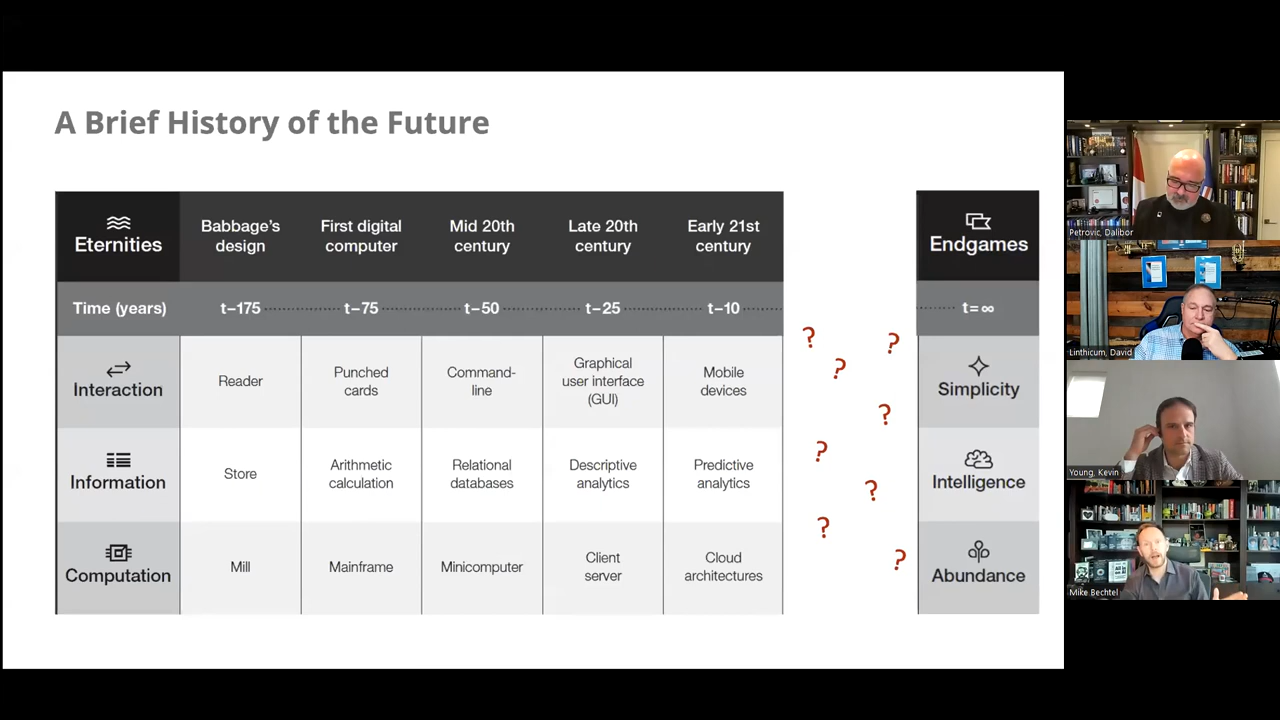 A Brief History of the Future
Eternities
Babbage's
design
First digital
computer
Mid 20th
century
Late 20th
century
Early 21st
century
Endgames
Time (years)
t–175
t–75
t–50
t–25
t–10
t=∞
Interaction
Reader
Punched
cards
Command-
line
Graphical
user interface
(GUI)
Mobile
devices
Simplicity
Information
Store
Arithmetic
calculation
Relational
databases
Descriptive
analytics
Predictive
analytics
Intelligence
Computation
Mill
Mainframe
Minicomputer
Client
server
Cloud
architectures
Abundance
?
?
?
?
?
?
?
?
Petrovic, Dalibor
Linthicum, David
Young, Kevin
Mike Bechtel